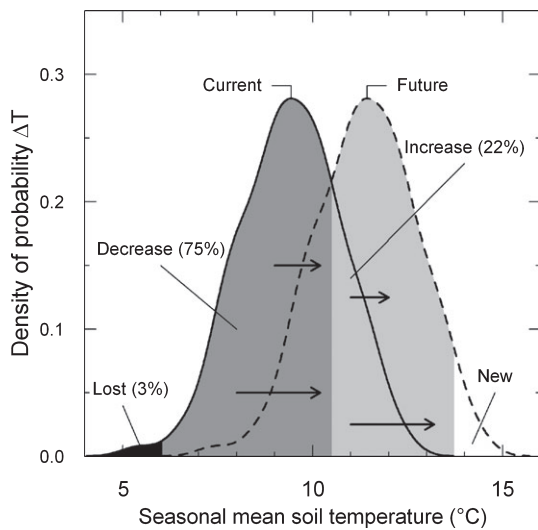 0.3
0.2
0.1
0.0
Density of probability ΔT
Current
Future
Increase (22%)
Decrease (75%)
Lost (3%)
New
5
10
15
Seasonal mean soil temperature (°C)